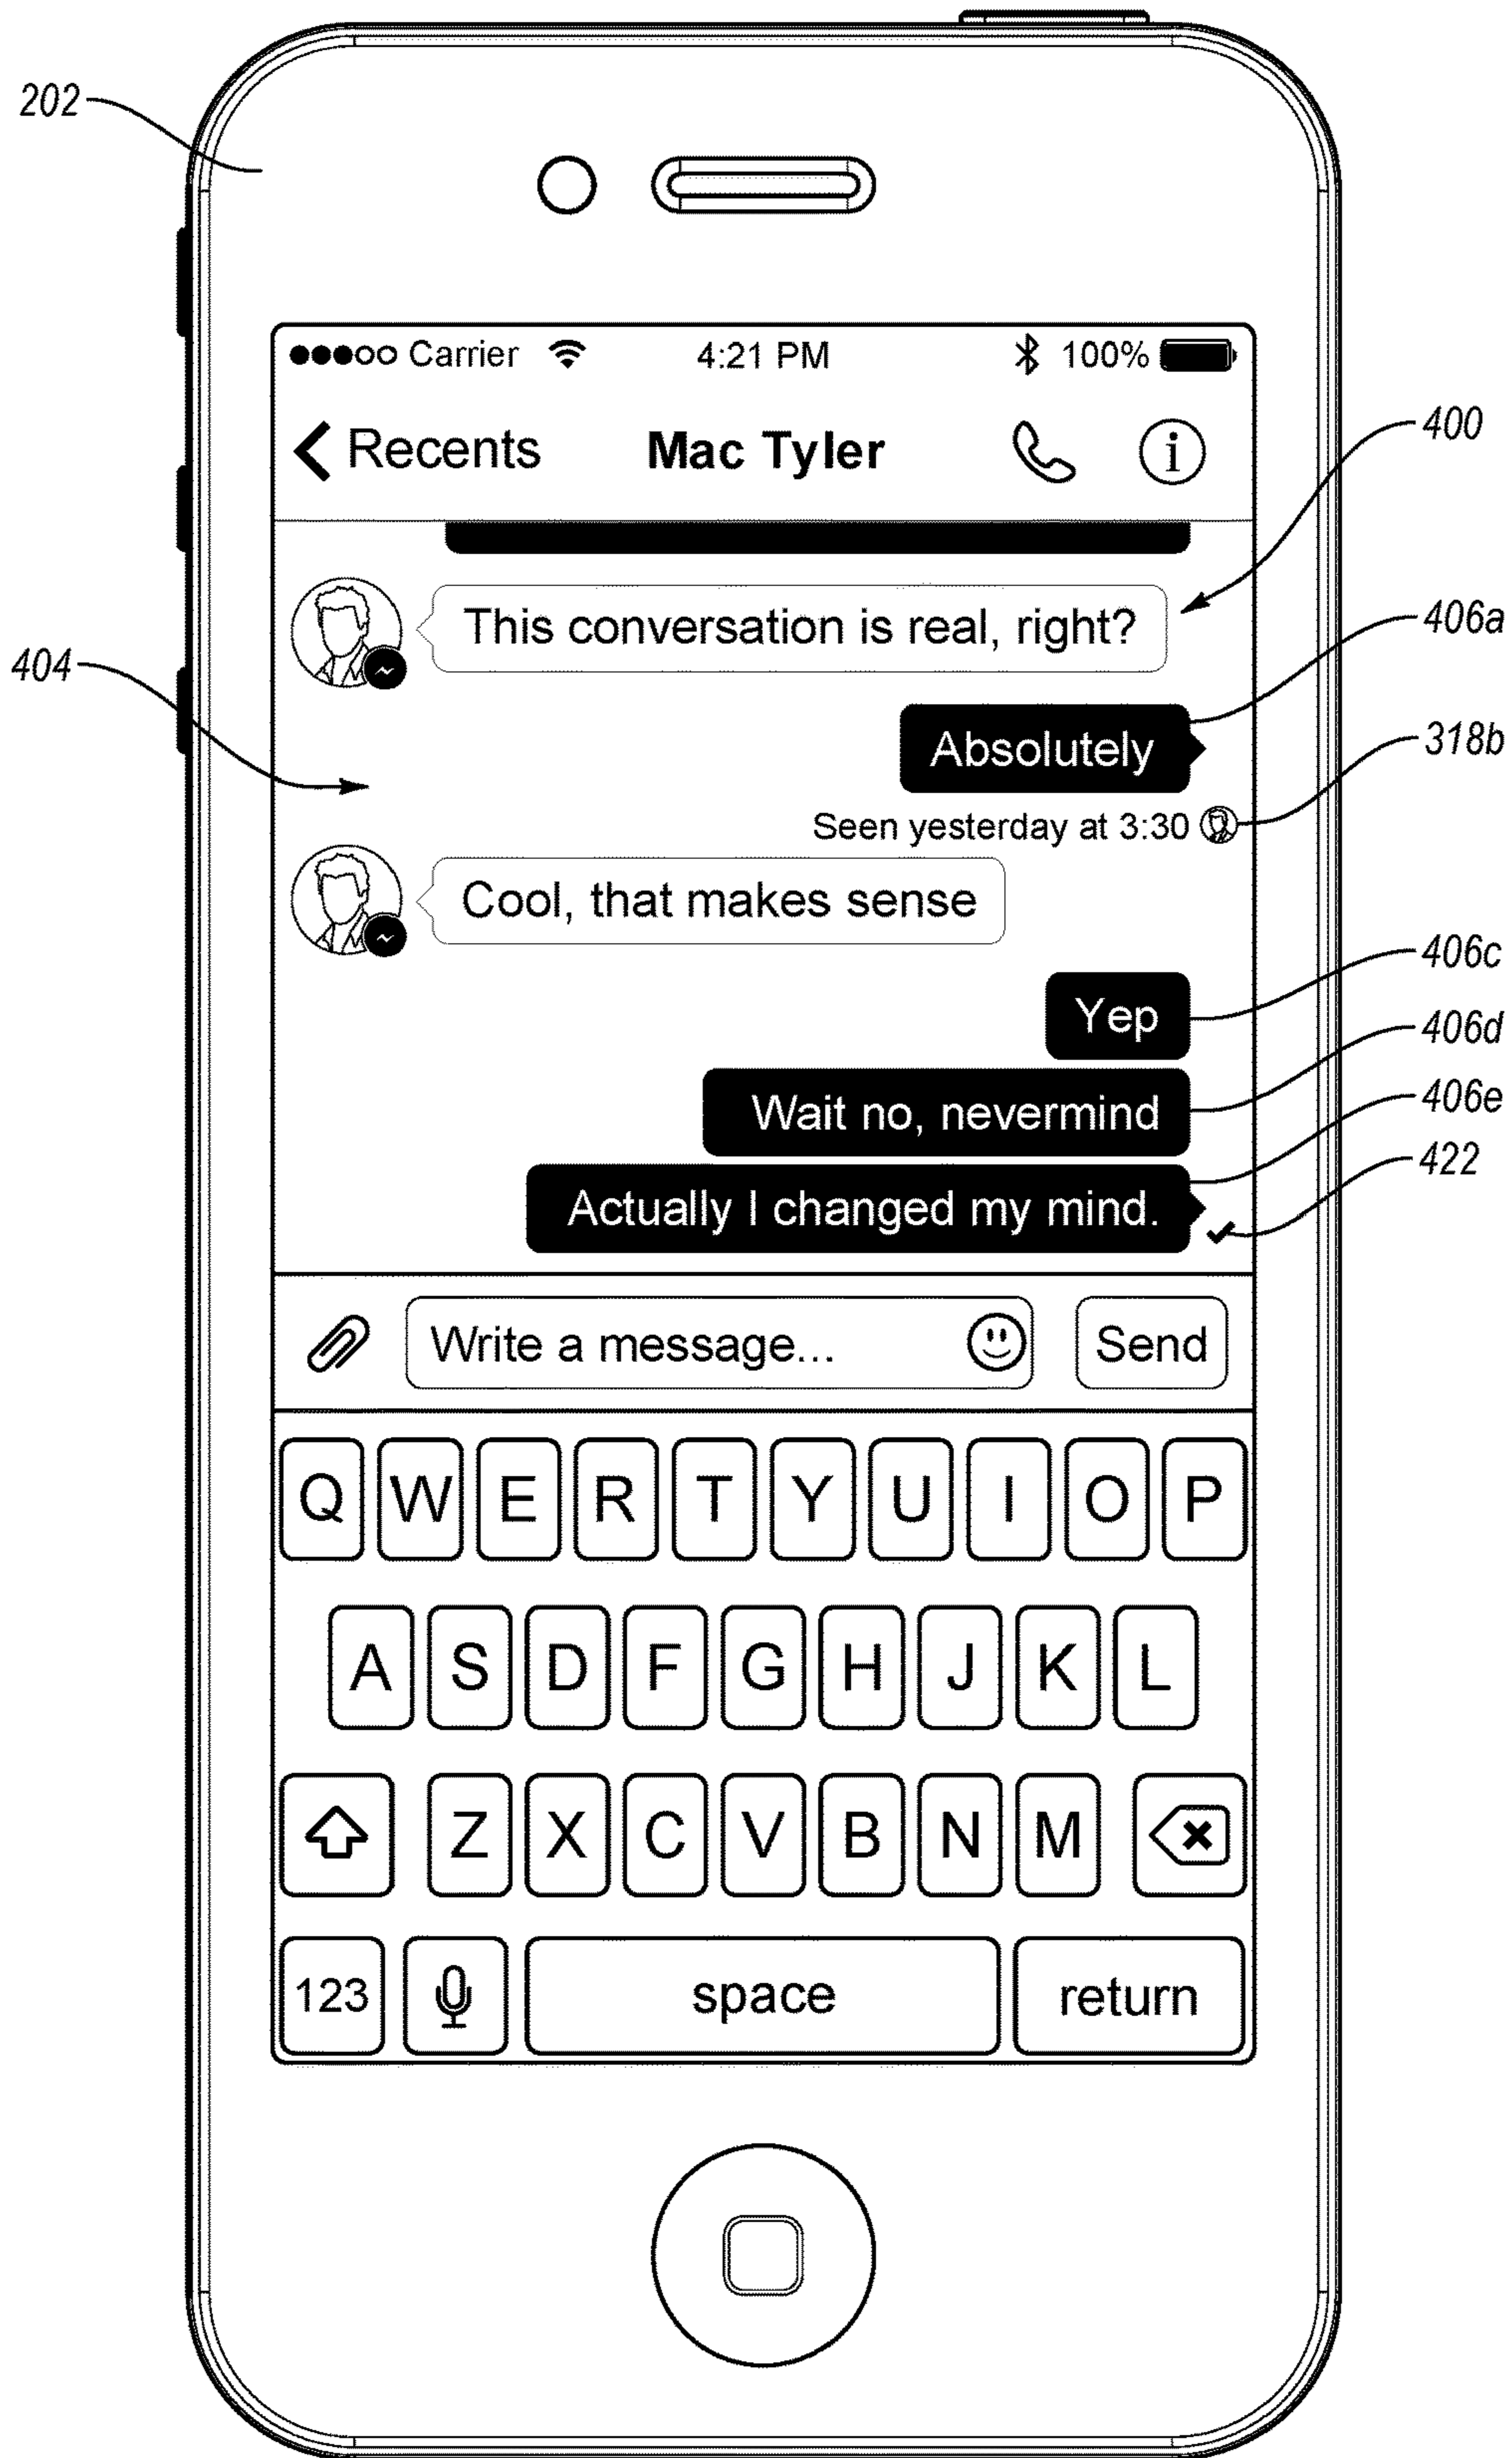 202
Carrier 4:21 PM 100%
Recents Mac Tyler i
400
This conversation is real, right?
406a
404
Absolutely
318b
Seen yesterday at 3:30
Cool, that makes sense
406c
Yep
406d
Wait no, nevermind
406e
422
Actually I changed my mind.
Write a message... Send
Q W E R T Y U I O P
A S D F G H J K L
Z X C V B N M
123 space return